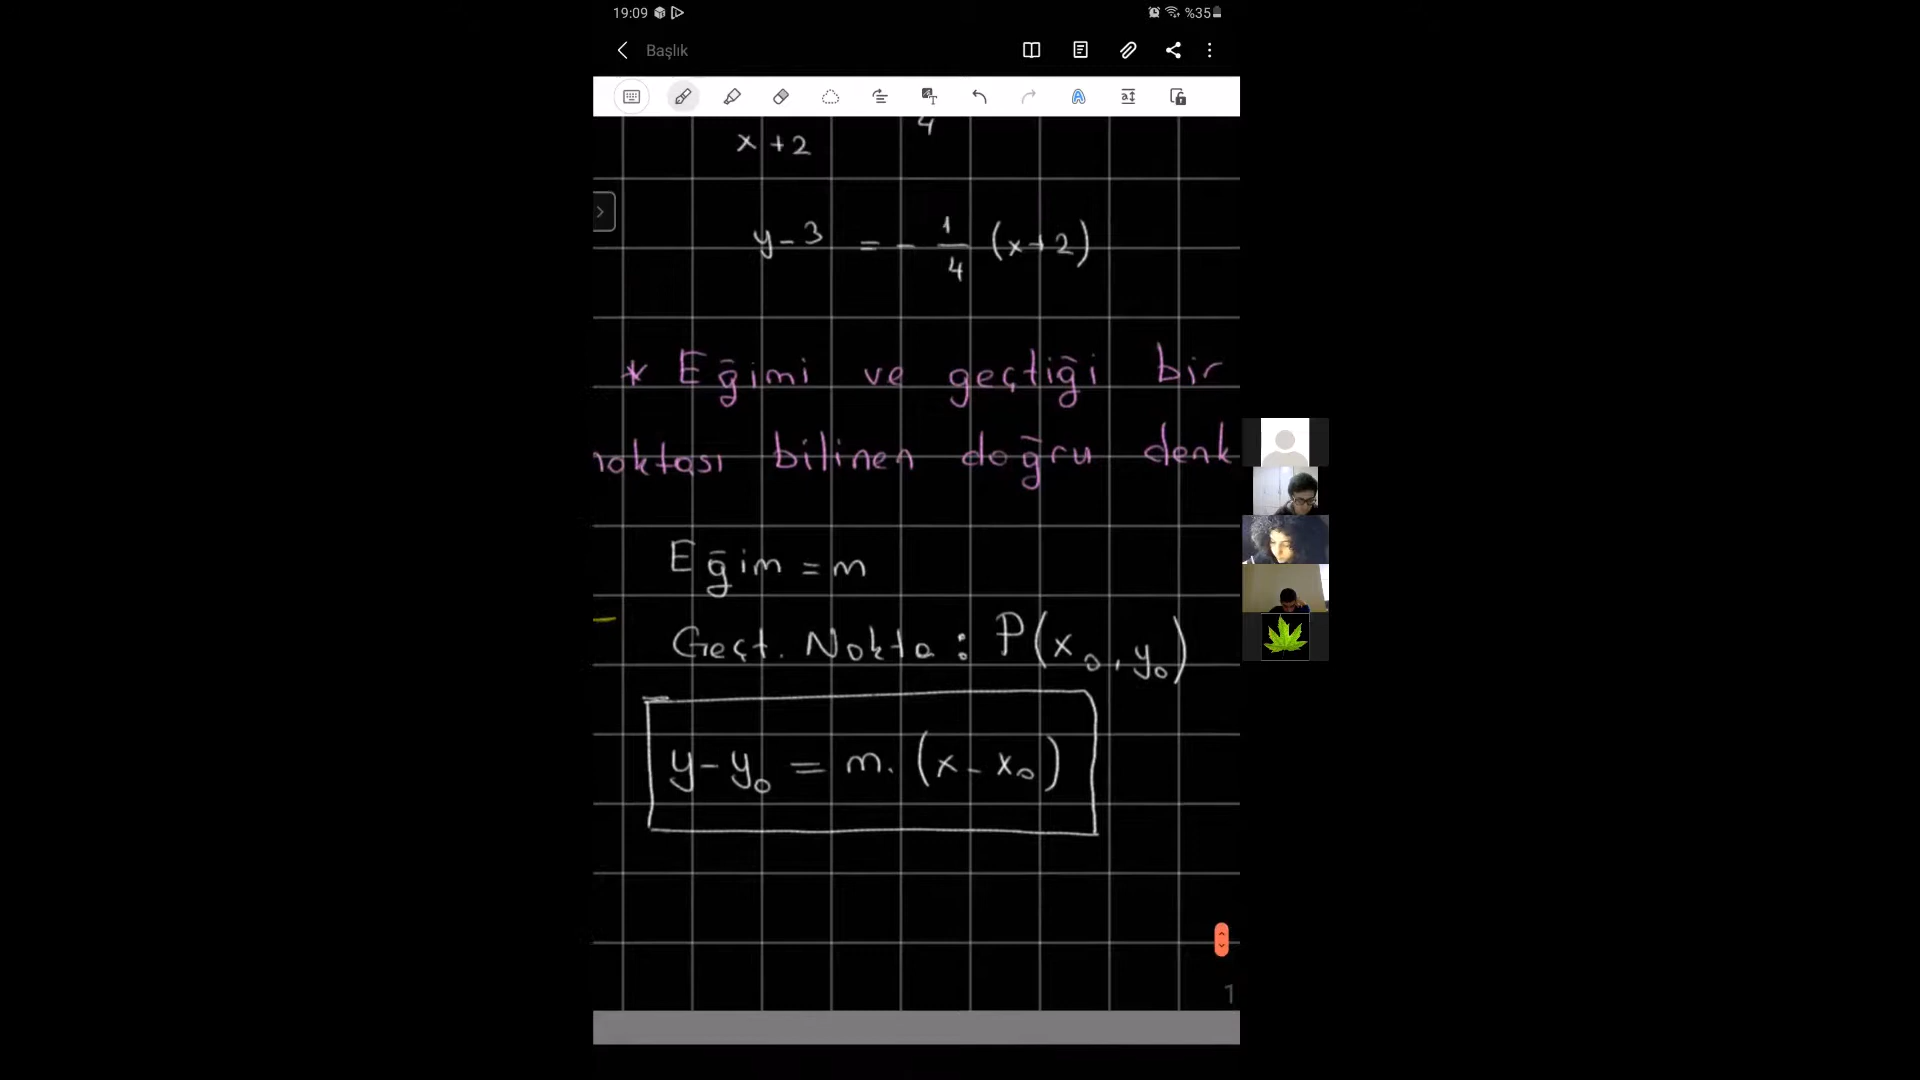 19:09 %35
Başlık
4
x+2
y-3 = - 1/4 (x+2)
* Eğimi ve geçtiği bir
noktası bilinen doğru denk
Eğim = m
Geçt. Nokta : P(x₀, y₀)
y-y₀ = m. (x-x₀)
1